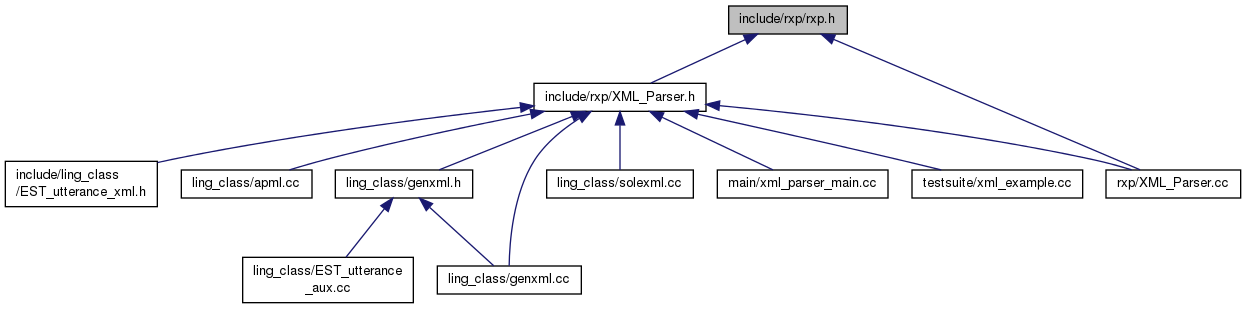 include/rxp/rxp.h
include/rxp/XML_Parser.h
include/ling_class
/EST_utterance_xml.h
ling_class/apml.cc
ling_class/genxml.h
ling_class/solexml.cc
main/xml_parser_main.cc
testsuite/xml_example.cc
rxp/XML_Parser.cc
ling_class/EST_utterance
_aux.cc
ling_class/genxml.cc